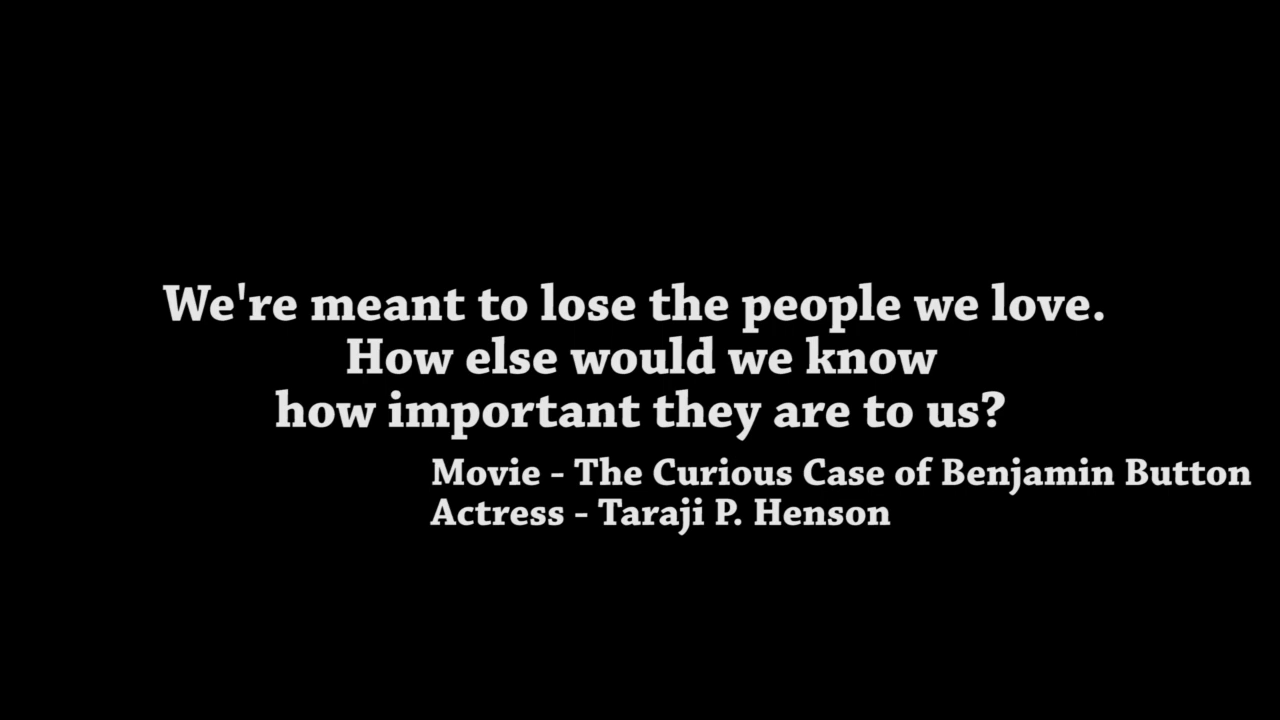 We're meant to lose the people we love.
How else would we know
how important they are to us?
Movie - The Curious Case of Benjamin Button
Actress - Taraji P. Henson